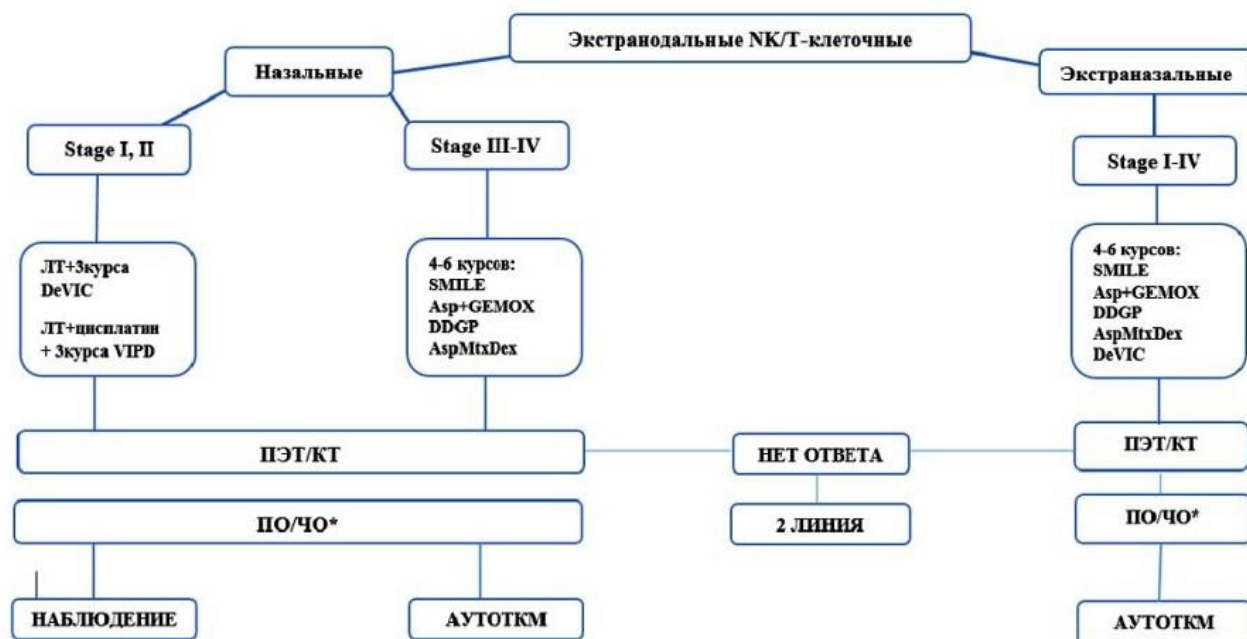 Экстранодальные NK/T-клеточные
Назальные
Экстраназальные
Stage I, II
Stage III-IV
Stage I-IV
ЛТ+3курса
DeVIC
ЛТ+цисплатин
+ 3курса VIPD
4-6 курсов:
SMILE
Asp+GEMOX
DDGP
AspMtxDex
4-6 курсов:
SMILE
Asp+GEMOX
DDGP
AspMtxDex
DeVIC
ПЭТ/КТ
НЕТ ОТВЕТА
ПЭТ/КТ
ПО/ЧО*
2 ЛИНИЯ
ПО/ЧО*
НАБЛЮДЕНИЕ
АУТОТКМ
АУТОТКМ